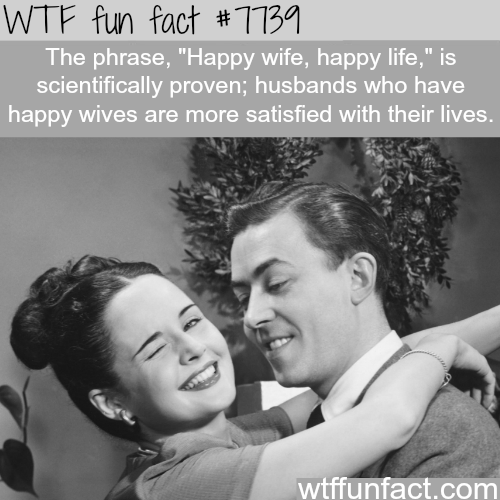 WTF fun fact #7739
The phrase, "Happy wife, happy life," is
scientifically proven; husbands who have
happy wives are more satisfied with their lives.
wtffunfact.com